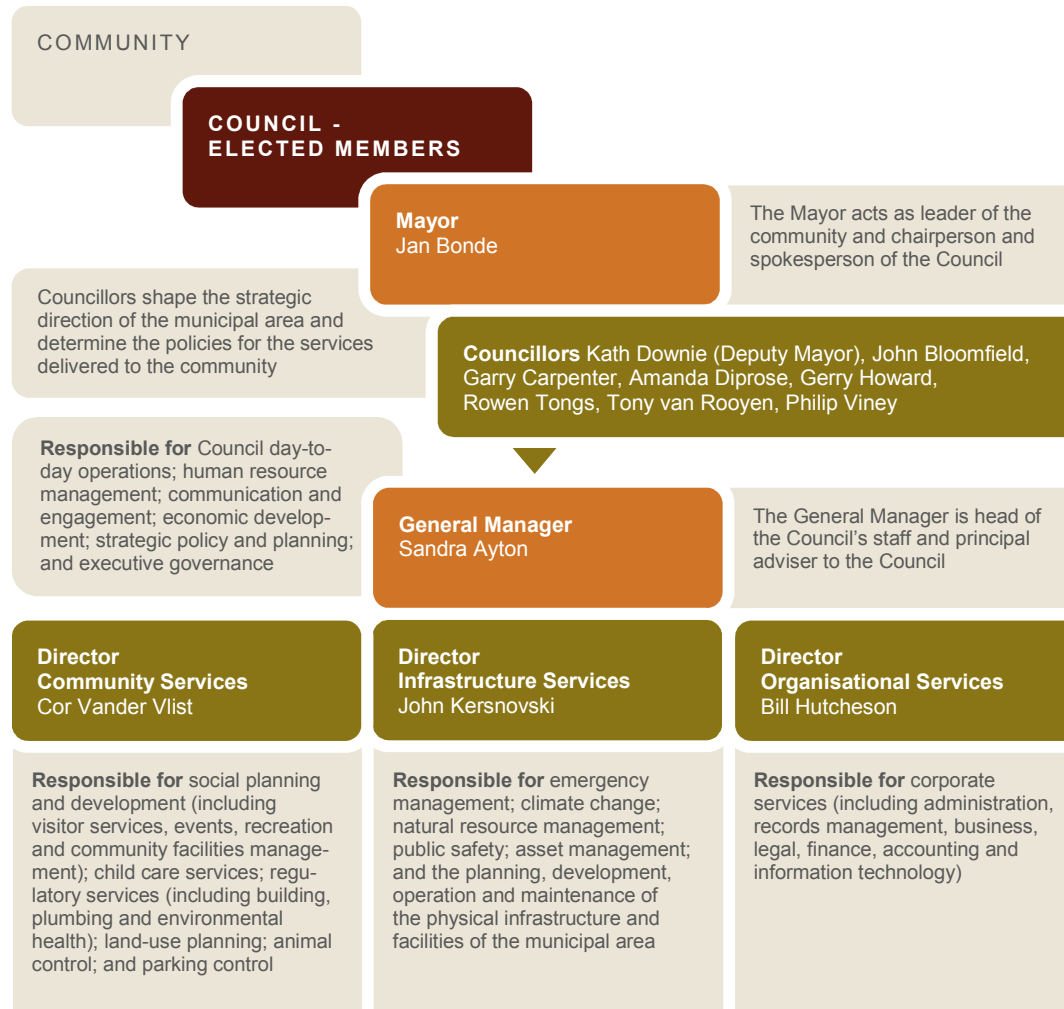 COMMUNITY
COUNCIL -
ELECTED MEMBERS
Mayor
Jan Bonde
The Mayor acts as leader of the
community and chairperson and
spokesperson of the Council
Councillors shape the strategic
direction of the municipal area and
determine the policies for the services
delivered to the community
Councillors Kath Downie (Deputy Mayor), John Bloomfield,
Garry Carpenter, Amanda Diprose, Gerry Howard,
Rowen Tongs, Tony van Rooyen, Philip Viney
Responsible for Council day-to-
day operations; human resource
management; communication and
engagement; economic develop-
ment; strategic policy and planning;
and executive governance
General Manager
Sandra Ayton
The General Manager is head of
the Council's staff and principal
adviser to the Council
Director
Community Services
Cor Vander Vlist
Responsible for social planning
and development (including
visitor services, events, recreation
and community facilities manage-
ment); child care services; regu-
latory services (including building,
plumbing and environmental
health); land-use planning; animal
control; and parking control
Director
Infrastructure Services
John Kersnovski
Responsible for emergency
management; climate change;
natural resource management;
public safety; asset management;
and the planning, development,
operation and maintenance of
the physical infrastructure and
facilities of the municipal area
Director
Organisational Services
Bill Hutcheson
Responsible for corporate
services (including administration,
records management, business,
legal, finance, accounting and
information technology)